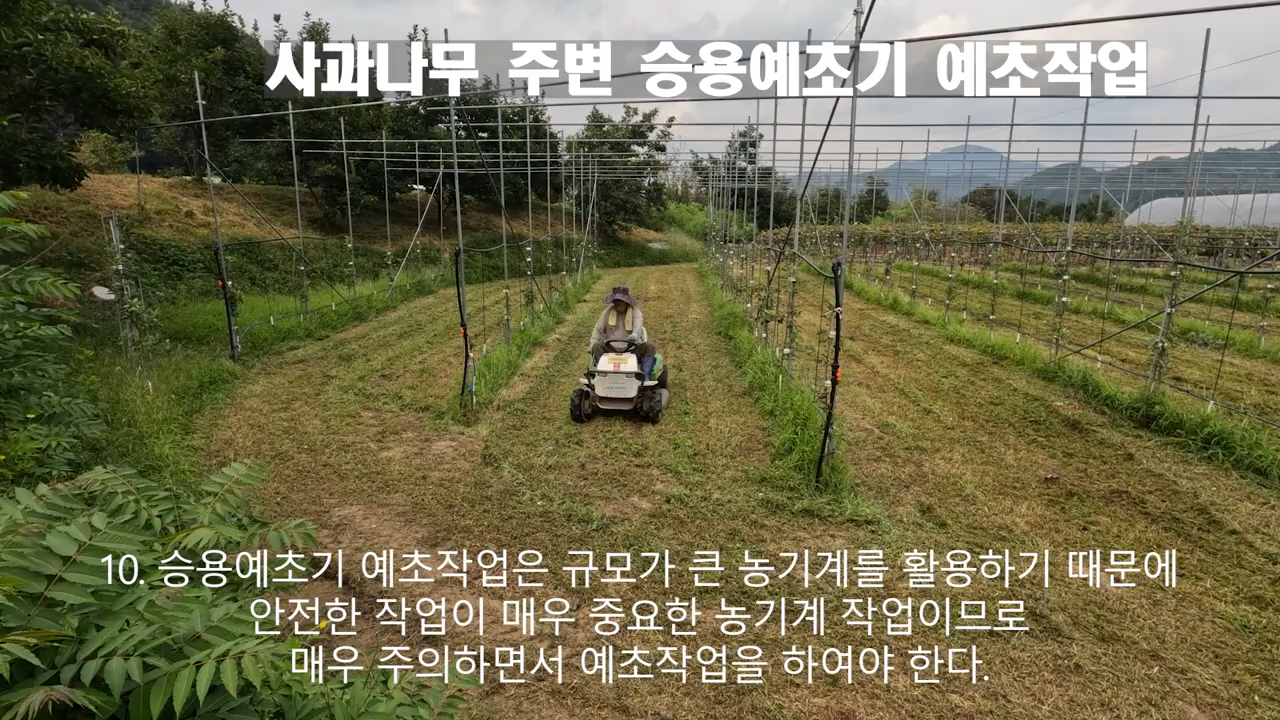 사과나무 주변 승용예초기 예초작업
10. 승용예초기 예초작업은 규모가 큰 농기계를 활용하기 때문에
안전한 작업이 매우 중요한 농기계 작업이므로
매우 주의하면서 예초작업을 하여야 한다.